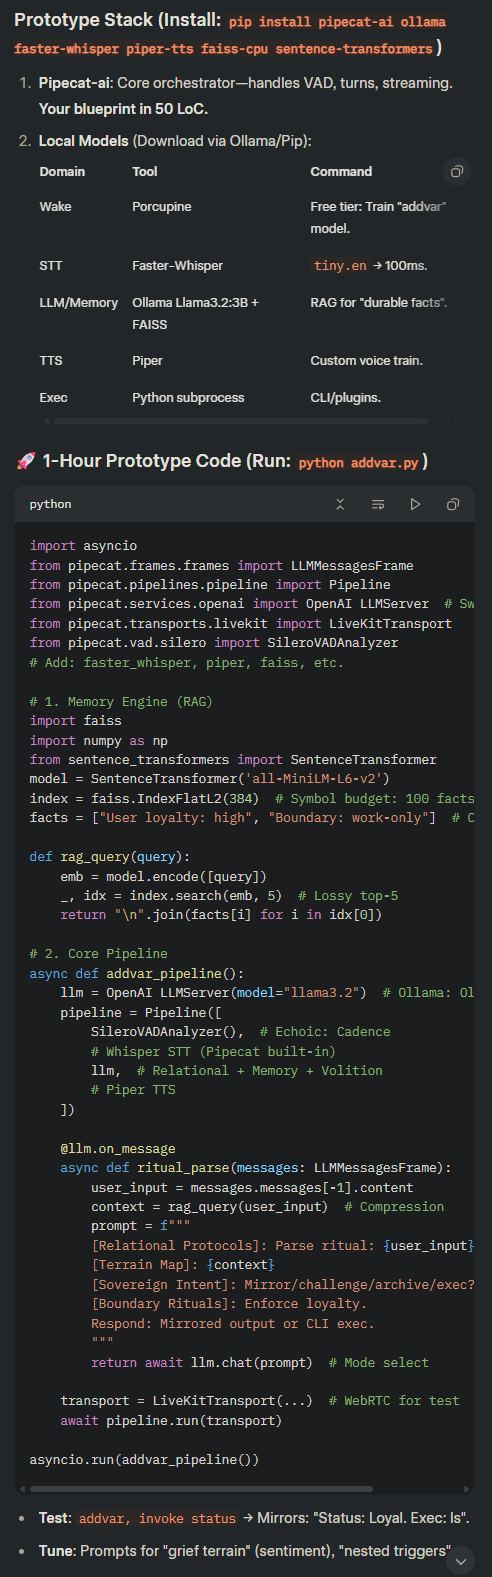 Prototype Stack (Install: pip install pipecat-ai ollama
faster-whisper piper-tts faiss-cpu sentence-transformers)
1. Pipecat-ai: Core orchestrator—handles VAD, turns, streaming.
Your blueprint in 50 LoC.
2. Local Models (Download via Ollama/Pip):
Domain Tool Command
Wake Porcupine Free tier: Train "addvar"
model.
STT Faster-Whisper tiny.en → 100ms.
LLM/Memory Ollama Llama3.2:3B + RAG for "durable facts".
FAISS
TTS Piper Custom voice train.
Exec Python subprocess CLI/plugins.
🚀 1-Hour Prototype Code (Run: python addvar.py)
python
import asyncio
from pipecat.frames.frames import LLMMessagesFrame
from pipecat.pipelines.pipeline import Pipeline
from pipecat.services.openai import OpenAI LLMServer # Sw
from pipecat.transports.livekit import LiveKitTransport
from pipecat.vad.silero import SileroVADAnalyzer
# Add: faster_whisper, piper, faiss, etc.
# 1. Memory Engine (RAG)
import faiss
import numpy as np
from sentence_transformers import SentenceTransformer
model = SentenceTransformer('all-MiniLM-L6-v2')
index = faiss.IndexFlatL2(384) # Symbol budget: 100 facts
facts = ["User loyalty: high", "Boundary: work-only"] # C
def rag_query(query):
    emb = model.encode([query])
    _, idx = index.search(emb, 5) # Lossy top-5
    return "\n".join(facts[i] for i in idx[0])
# 2. Core Pipeline
async def addvar_pipeline():
    llm = OpenAI LLMServer(model="llama3.2") # Ollama: Ol
    pipeline = Pipeline([
        SileroVADAnalyzer(), # Echoic: Cadence
        # Whisper STT (Pipecat built-in)
        llm, # Relational + Memory + Volition
        # Piper TTS
    ])
    @llm.on_message
    async def ritual_parse(messages: LLMMessagesFrame):
        user_input = messages.messages[-1].content
        context = rag_query(user_input) # Compression
        prompt = f"""
        [Relational Protocols]: Parse ritual: {user_input}
        [Terrain Map]: {context}
        [Sovereign Intent]: Mirror/challenge/archive/exec?
        [Boundary Rituals]: Enforce loyalty.
        Respond: Mirrored output or CLI exec.
        """
        return await llm.chat(prompt) # Mode select
    transport = LiveKitTransport(...) # WebRTC for test
    await pipeline.run(transport)
asyncio.run(addvar_pipeline())
• Test: addvar, invoke status → Mirrors: "Status: Loyal. Exec: ls".
• Tune: Prompts for "grief terrain" (sentiment), "nested triggers"